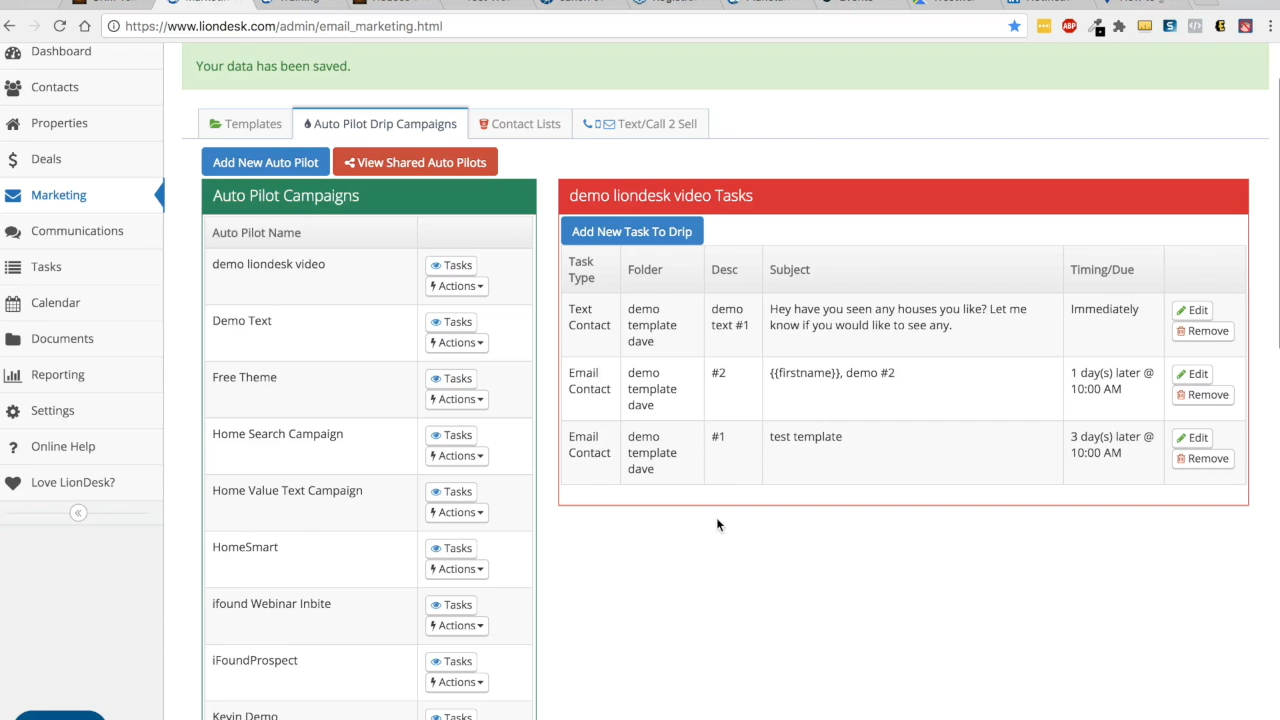 https://www.liondesk.com/admin/email_marketing.html
ABP
Dashboard
Contacts
Properties
Deals
Marketing
Communications
Tasks
Calendar
Documents
Reporting
Settings
Online Help
Love LionDesk?
Your data has been saved.
Templates
Auto Pilot Drip Campaigns
Contact Lists
Text/Call 2 Sell
Add New Auto Pilot
View Shared Auto Pilots
Auto Pilot Campaigns
Auto Pilot Name
demo liondesk video
Tasks
Actions
Demo Text
Tasks
Actions
Free Theme
Tasks
Actions
Home Search Campaign
Tasks
Actions
Home Value Text Campaign
Tasks
Actions
HomeSmart
Tasks
Actions
ifound Webinar Inbite
Tasks
Actions
iFoundProspect
Tasks
Actions
Kevin Demo
Tasks
demo liondesk video Tasks
Add New Task To Drip
Task
Type
Folder
Desc
Subject
Timing/Due
Text
Contact
demo
template
dave
demo
text #1
Hey have you seen any houses you like? Let me
know if you would like to see any.
Immediately
Edit
Remove
Email
Contact
demo
template
dave
#2
{{firstname}}, demo #2
1 day(s) later @
10:00 AM
Edit
Remove
Email
Contact
demo
template
dave
#1
test template
3 day(s) later @
10:00 AM
Edit
Remove